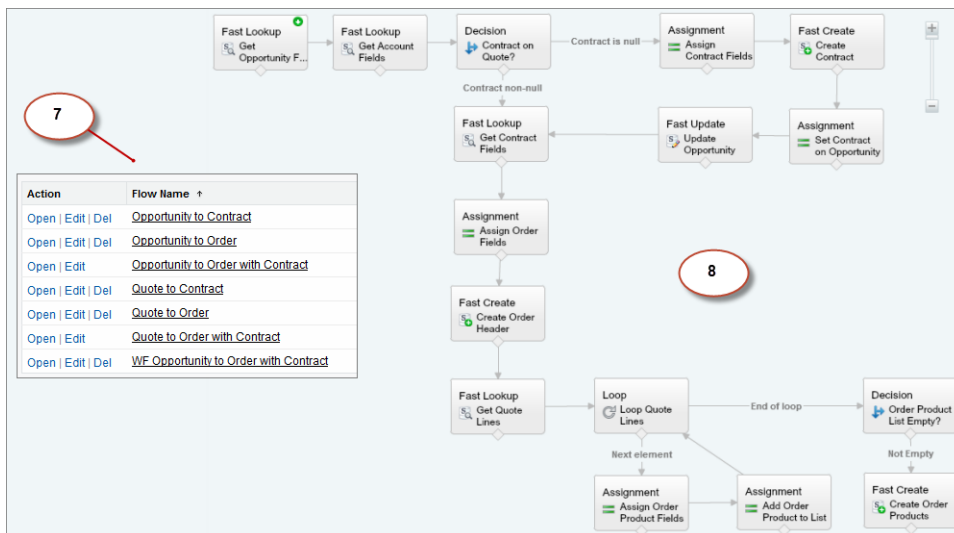 Fast Lookup
Get
Opportunity F...
Fast Lookup
Get Account
Fields
Decision
Contract on
Quote?
Contract is null
Assignment
Assign
Contract Fields
Fast Create
Create
Contract
+
−
Contract non-null
7
Fast Lookup
Get Contract
Fields
Fast Update
Update
Opportunity
Assignment
Set Contract
on Opportunity
Action Flow Name ↑
Open | Edit | Del Opportunity to Contract
Open | Edit | Del Opportunity to Order
Open | Edit Opportunity to Order with Contract
Open | Edit | Del Quote to Contract
Open | Edit | Del Quote to Order
Open | Edit Quote to Order with Contract
Open | Edit | Del WF Opportunity to Order with Contract
Assignment
Assign Order
Fields
8
Fast Create
Create Order
Header
Fast Lookup
Get Quote
Lines
Loop
Loop Quote
Lines
End of loop
Decision
Order Product
List Empty?
Next element
Not Empty
Assignment
Assign Order
Product Fields
Assignment
Add Order
Product to List
Fast Create
Create Order
Products